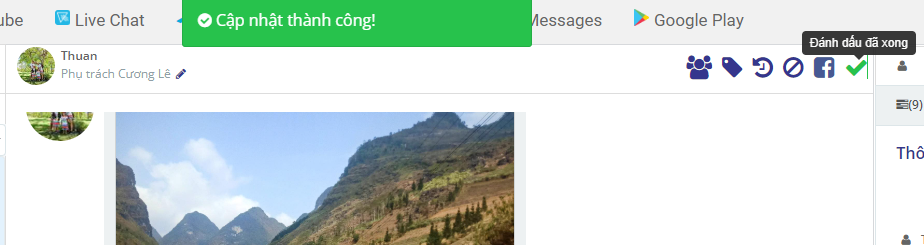 ube
Live Chat
Cập nhật thành công!
Messages
Google Play
Đánh dấu đã xong
Thuan
Phụ trách Cương Lê
(9)
Thô